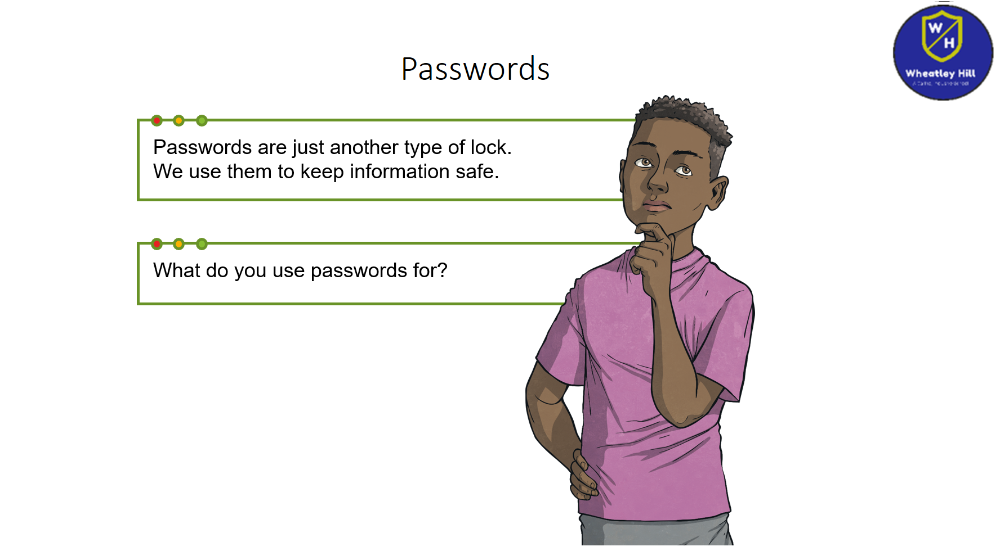 W
H
Wheatley Hill
Passwords
Passwords are just another type of lock.
We use them to keep information safe.
What do you use passwords for?